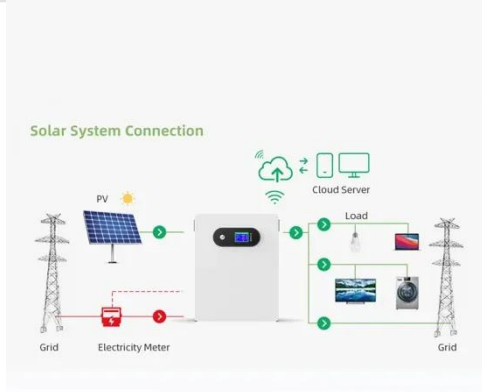 Solar System Connection
Cloud Server
PV
Load
Grid
Electricity Meter
Grid